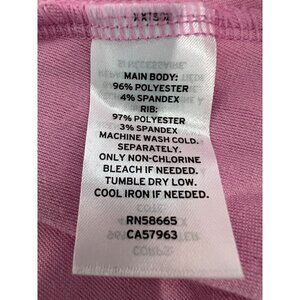 MAIN BODY:
96% POLYESTER
4% SPANDEX
RIB:
97% POLYESTER
3% SPANDEX
MACHINE WASH COLD.
SEPARATELY.
ONLY NON-CHLORINE
BLEACH IF NEEDED.
TUMBLE DRY LOW.
COOL IRON IF NEEDED.
RN58665
CA57963